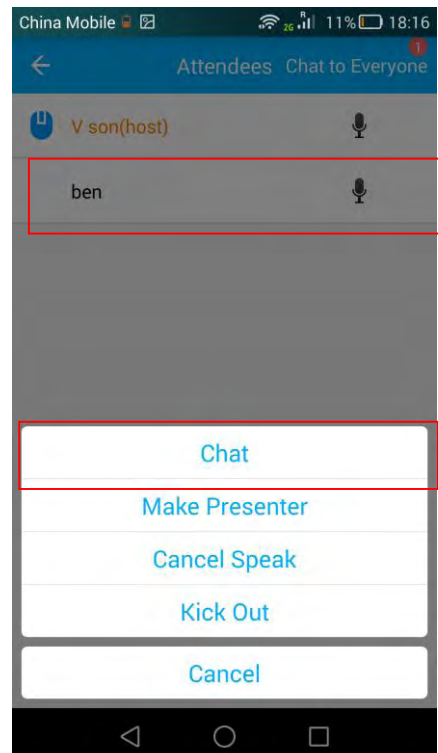 China Mobile 2G R 11% 18:16
Attendees Chat to Everyone 1
V son(host)
ben
Chat
Make Presenter
Cancel Speak
Kick Out
Cancel